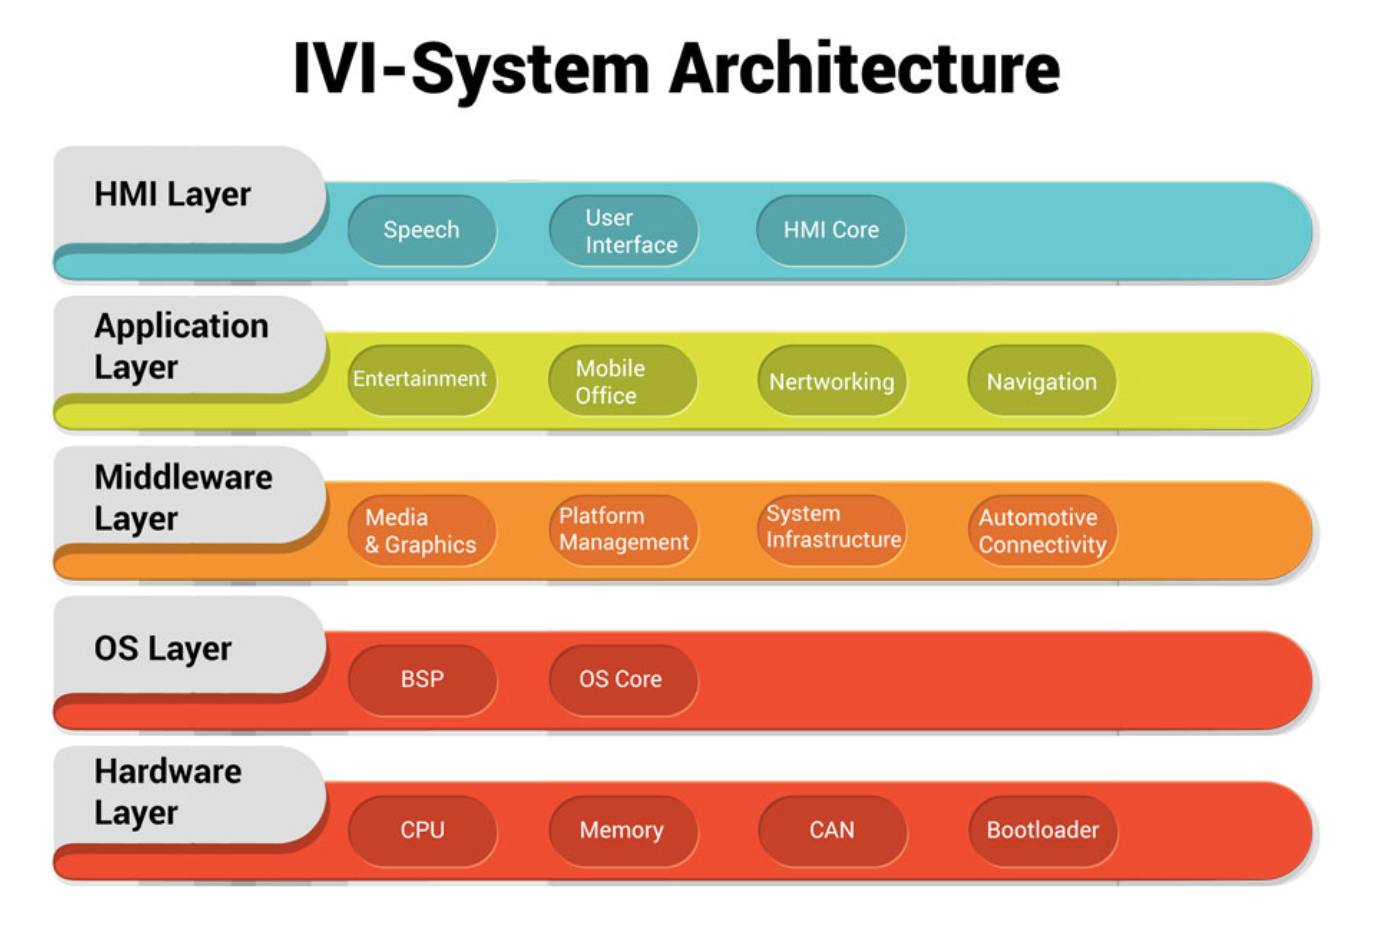 IVI-System Architecture
HMI Layer
Speech
User
Interface
HMI Core
Application
Layer
Entertainment
Mobile
Office
Nertworking
Navigation
Middleware
Layer
Media
& Graphics
Platform
Management
System
Infrastructure
Automotive
Connectivity
OS Layer
BSP
OS Core
Hardware
Layer
CPU
Memory
CAN
Bootloader